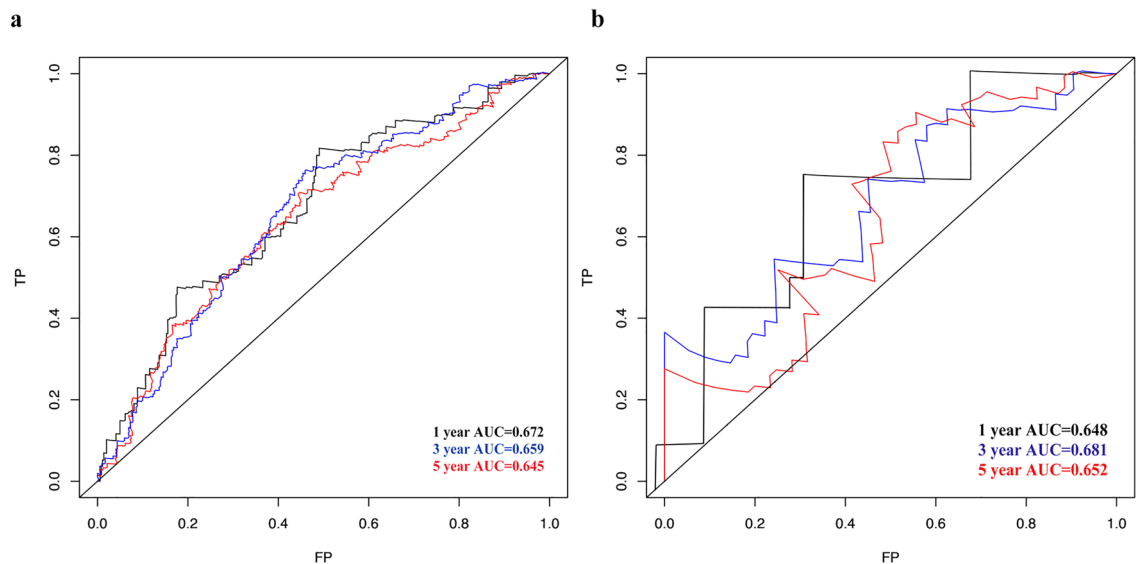 a
1.0
0.8
0.6
0.4
0.2
0.0
TP
0.0 0.2 0.4 0.6 0.8 1.0
FP
1 year AUC=0.672
3 year AUC=0.659
5 year AUC=0.645
b
1.0
0.8
0.6
0.4
0.2
0.0
TP
0.0 0.2 0.4 0.6 0.8 1.0
FP
1 year AUC=0.648
3 year AUC=0.681
5 year AUC=0.652